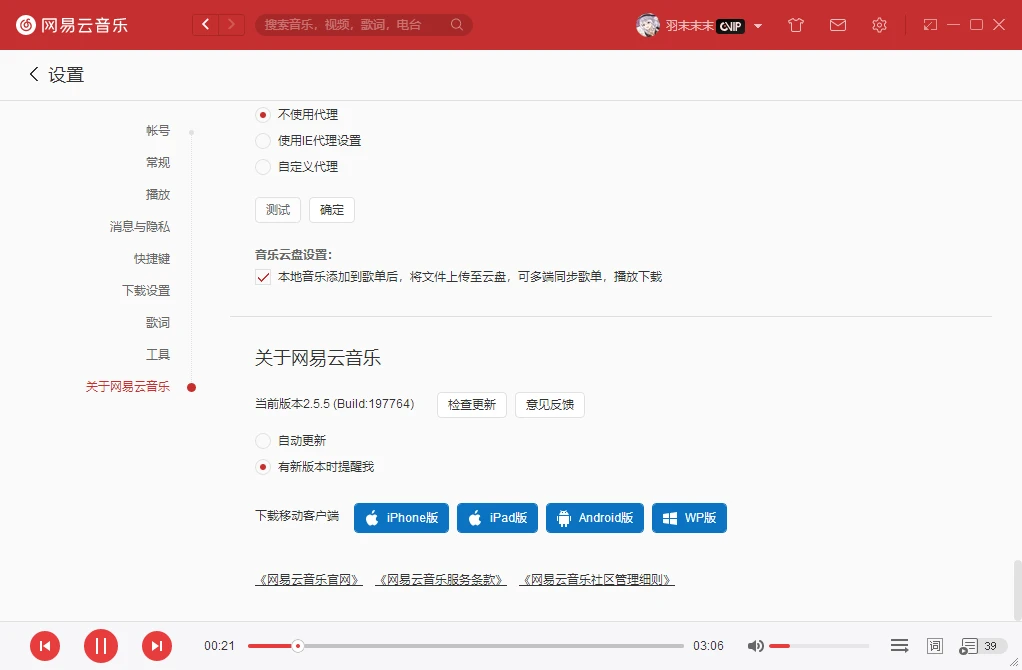 网易云音乐
搜索音乐，视频，歌词，电台
羽末末末
VIP
设置
帐号
常规
播放
消息与隐私
快捷键
下载设置
歌词
工具
关于网易云音乐
不使用代理
使用IE代理设置
自定义代理
测试 确定
音乐云盘设置：
本地音乐添加到歌单后，将文件上传至云盘，可多端同步歌单，播放下载
关于网易云音乐
当前版本2.5.5 (Build:197764) 检查更新 意见反馈
自动更新
有新版本时提醒我
下载移动客户端 iPhone版 iPad版 Android版 WP版
《网易云音乐官网》 《网易云音乐服务条款》 《网易云音乐社区管理细则》
00:21 03:06 词 39